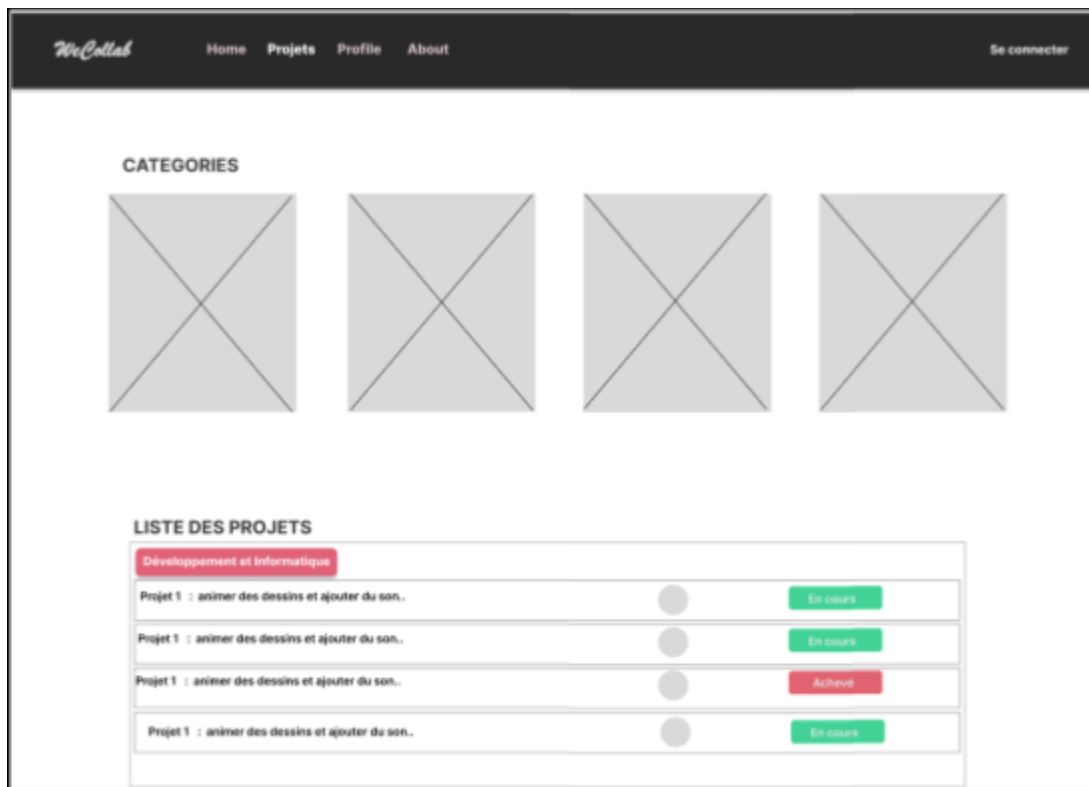 WeCollab Home Projets Profile About Se connecter
CATEGORIES
LISTE DES PROJETS
Développement et Informatique
Projet 1 : animer des dessins et ajouter du son.. En cours
Projet 1 : animer des dessins et ajouter du son.. En cours
Projet 1 : animer des dessins et ajouter du son.. Achevé
Projet 1 : animer des dessins et ajouter du son.. En cours